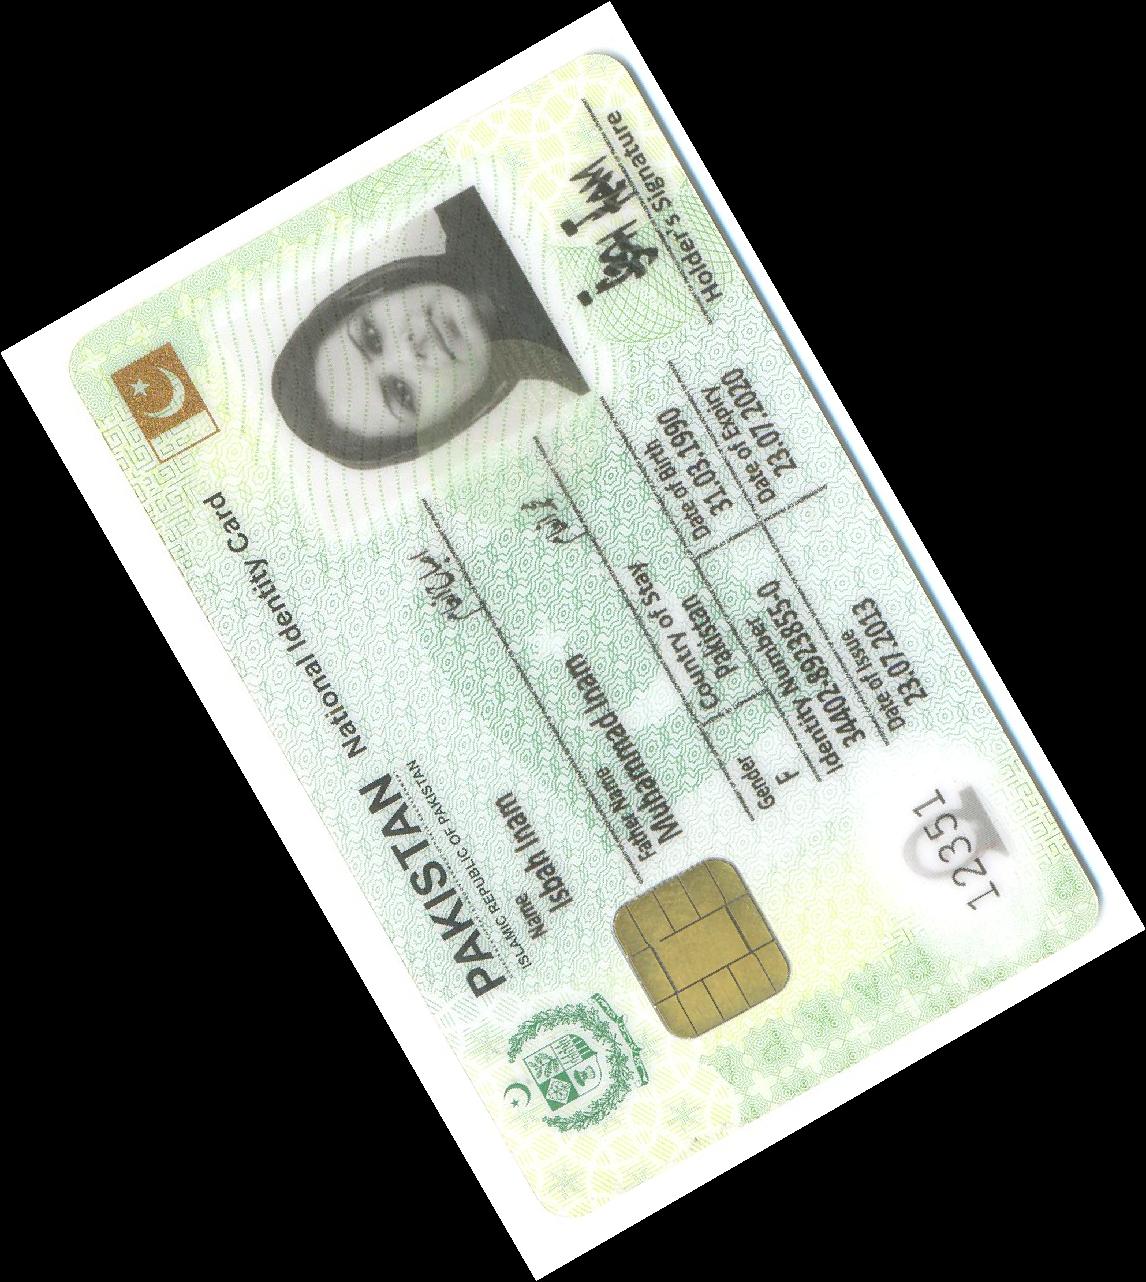 PAKISTAN National Identity Card
ISLAMIC REPUBLIC OF PAKISTAN
Name
Isbah Inam
Father Name
Muhammad Inam
Gender
F
Country of Stay
Pakistan
Identity Number
34402-8923855-0
Date of Birth
31.03.1990
Date of Issue
23.07.2013
Date of Expiry
23.07.2020
12351
Holder's Signature